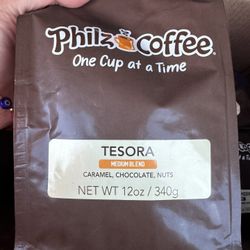 Philz Coffee®
One Cup at a Time
TESORA
MEDIUM BLEND
CARAMEL, CHOCOLATE, NUTS
NET WT 12oz / 340g